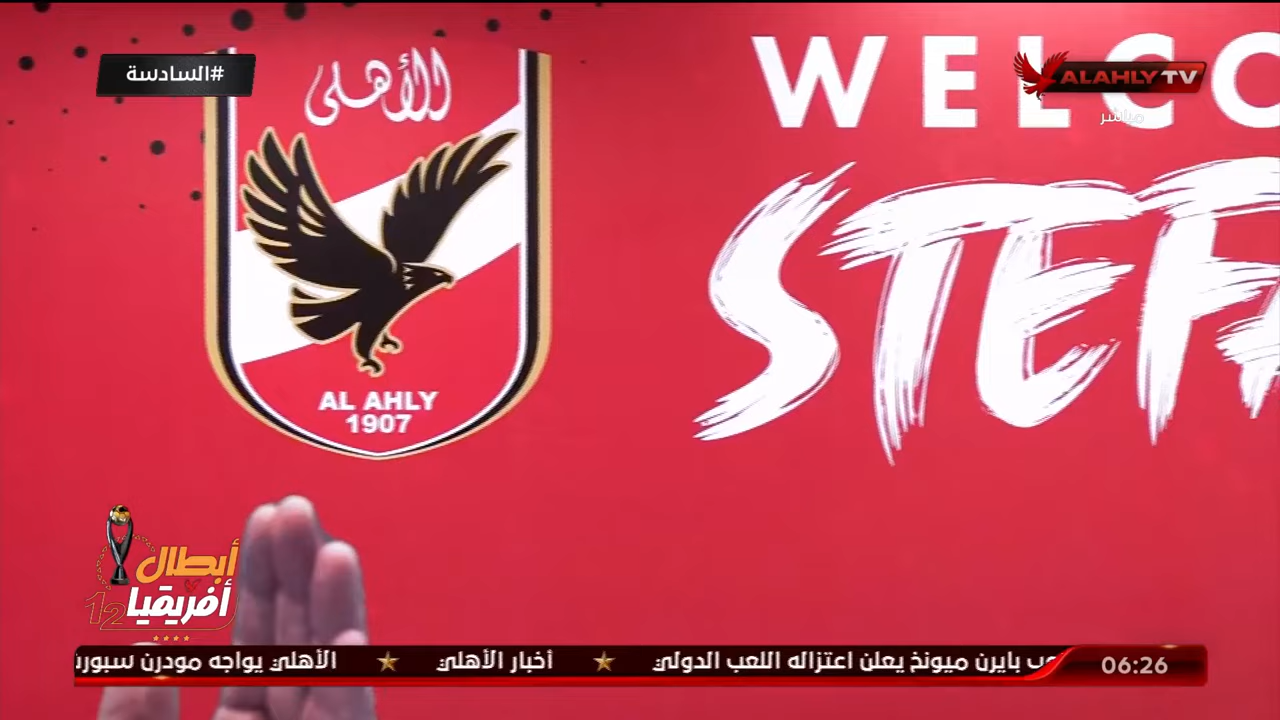 #السادسة
الأهلي
AL AHLY
1907
WELCO
STEF
ALAHLY TV
مباشر
أبطال
أفريقيا
12
06:26
بايرن ميونخ يعلن اعتزاله اللعب الدولي ★ أخبار الأهلي ★ الأهلي يواجه مودرن سبورت